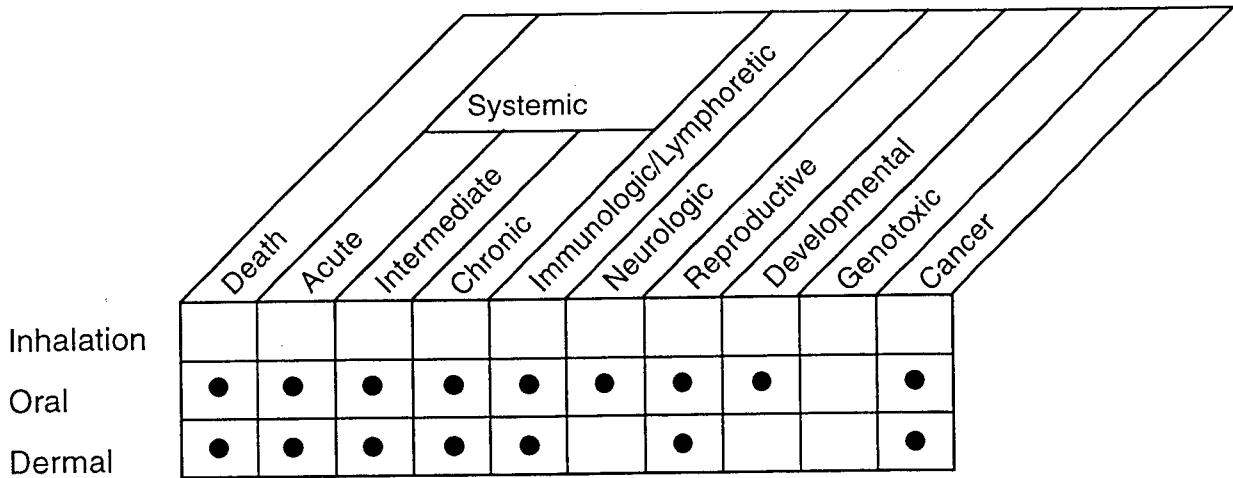 Systemic
Death
Acute
Intermediate
Chronic
Immunologic/Lymphoretic
Neurologic
Reproductive
Developmental
Genotoxic
Cancer
Inhalation
Oral
Dermal